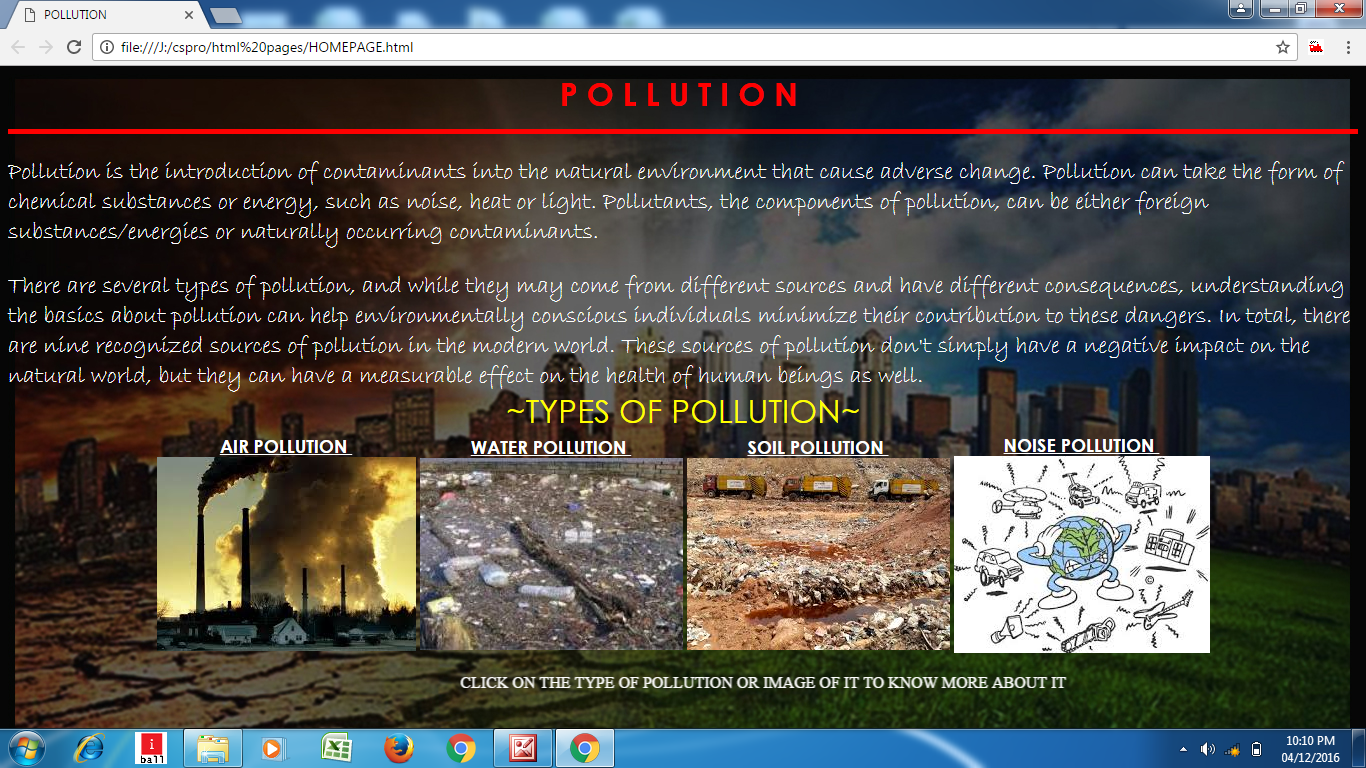 POLLUTION
file:///J:/cspro/html%20pages/HOMEPAGE.html
POLLUTION
Pollution is the introduction of contaminants into the natural environment that cause adverse change. Pollution can take the form of
chemical substances or energy, such as noise, heat or light. Pollutants, the components of pollution, can be either foreign
substances/energies or naturally occurring contaminants.
There are several types of pollution, and while they may come from different sources and have different consequences, understanding
the basics about pollution can help environmentally conscious individuals minimize their contribution to these dangers. In total, there
are nine recognized sources of pollution in the modern world. These sources of pollution don't simply have a negative impact on the
natural world, but they can have a measurable effect on the health of human beings as well.
~TYPES OF POLLUTION~
AIR POLLUTION WATER POLLUTION SOIL POLLUTION NOISE POLLUTION
©
CLICK ON THE TYPE OF POLLUTION OR IMAGE OF IT TO KNOW MORE ABOUT IT
i
ball
10:10 PM
04/12/2016